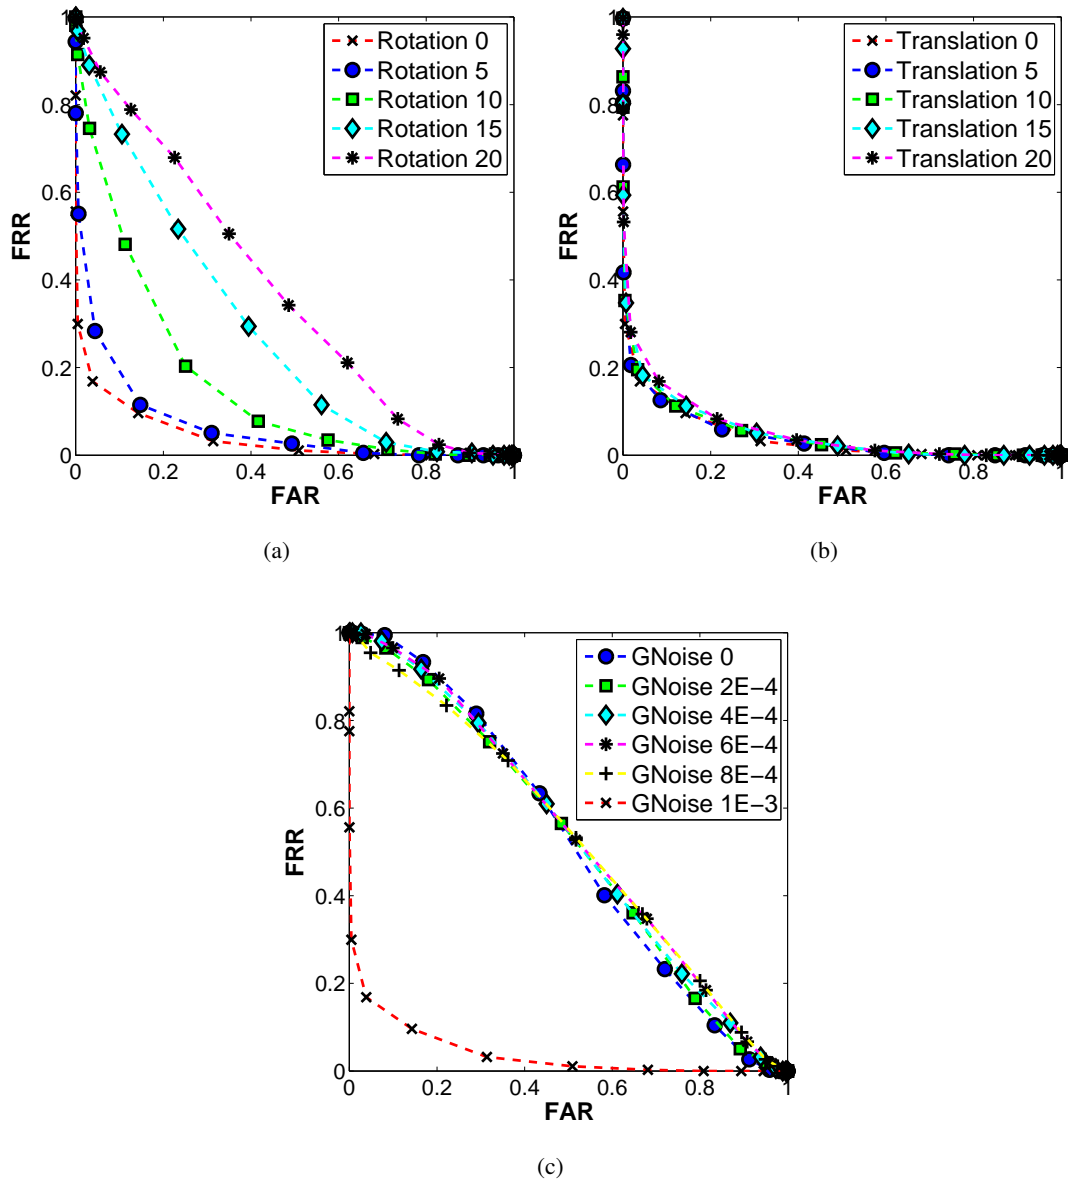 1
0.8
0.6
0.4
0.2
0
0
0.2
0.4
0.6
0.8
1
FRR
FAR
Rotation 0
Rotation 5
Rotation 10
Rotation 15
Rotation 20
(a)
1
0.8
0.6
0.4
0.2
0
0
0.2
0.4
0.6
0.8
1
FRR
FAR
Translation 0
Translation 5
Translation 10
Translation 15
Translation 20
(b)
1
0.8
0.6
0.4
0.2
0
0
0.2
0.4
0.6
0.8
1
FRR
FAR
GNoise 0
GNoise 2E−4
GNoise 4E−4
GNoise 6E−4
GNoise 8E−4
GNoise 1E−3
(c)